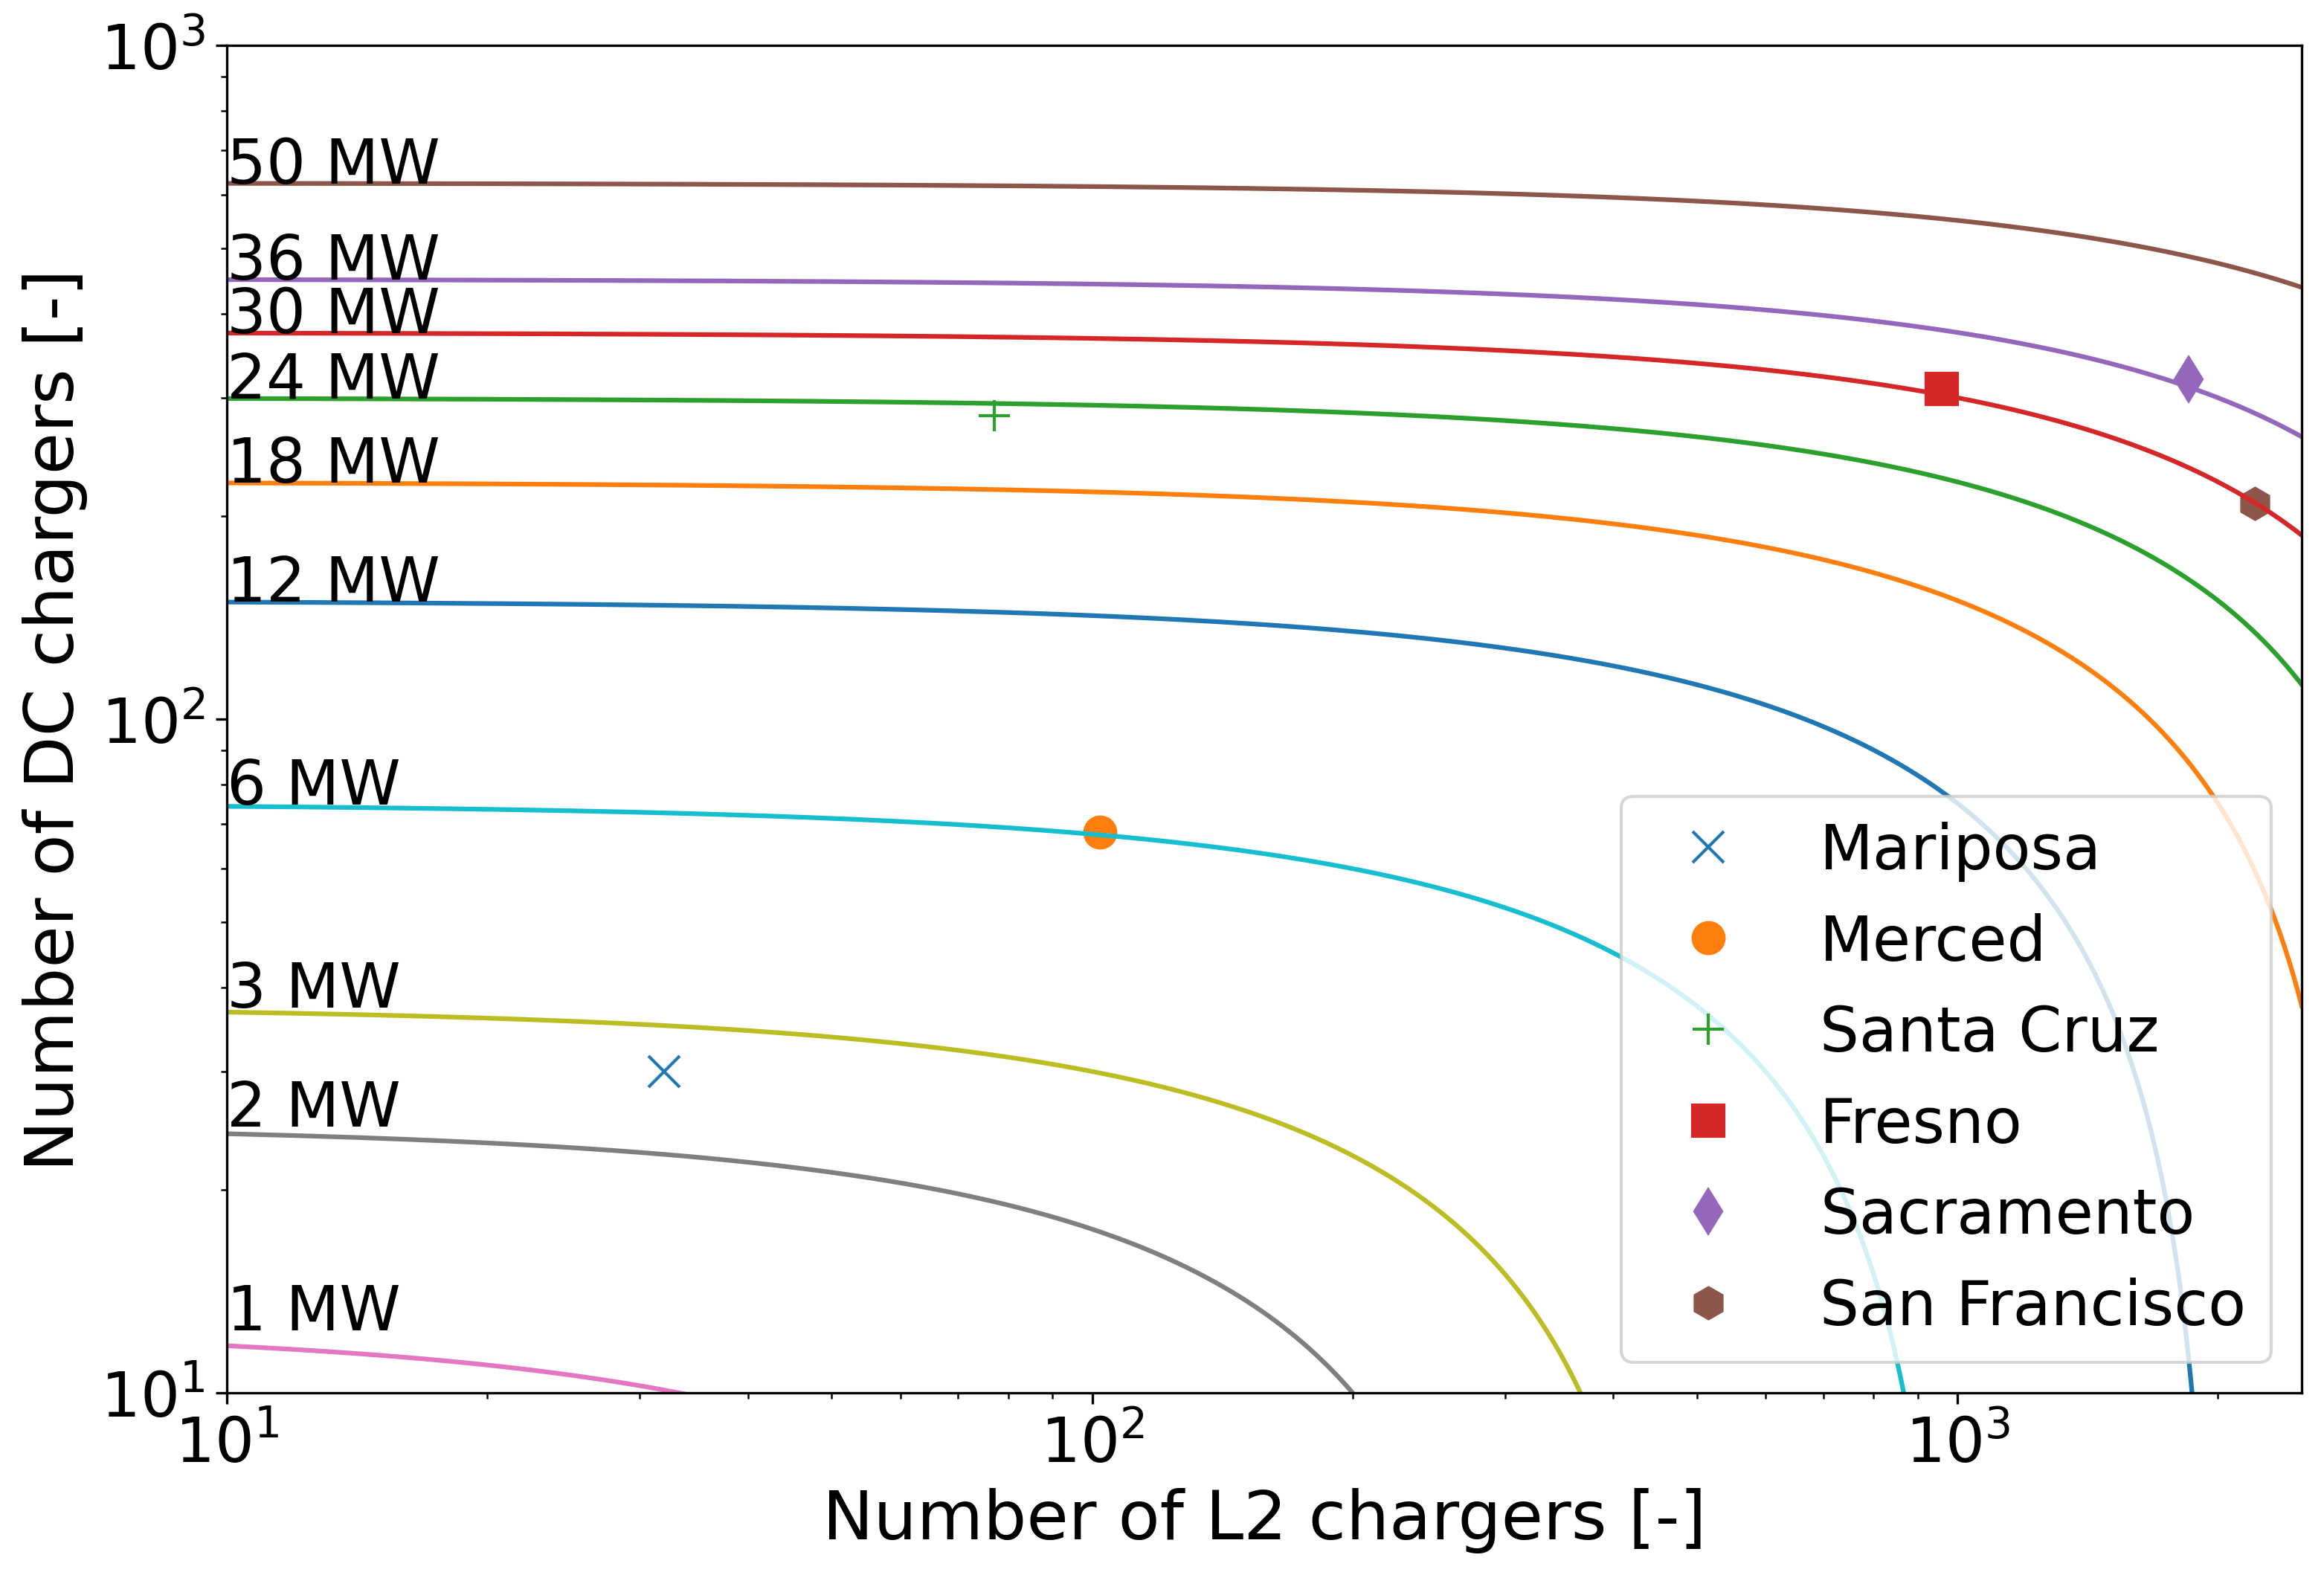 10³
50 MW
36 MW
30 MW
24 MW
18 MW
12 MW
10²
6 MW
3 MW
2 MW
1 MW
10¹
Number of DC chargers [-]
Mariposa
Merced
Santa Cruz
Fresno
Sacramento
San Francisco
10¹ 10² 10³
Number of L2 chargers [-]